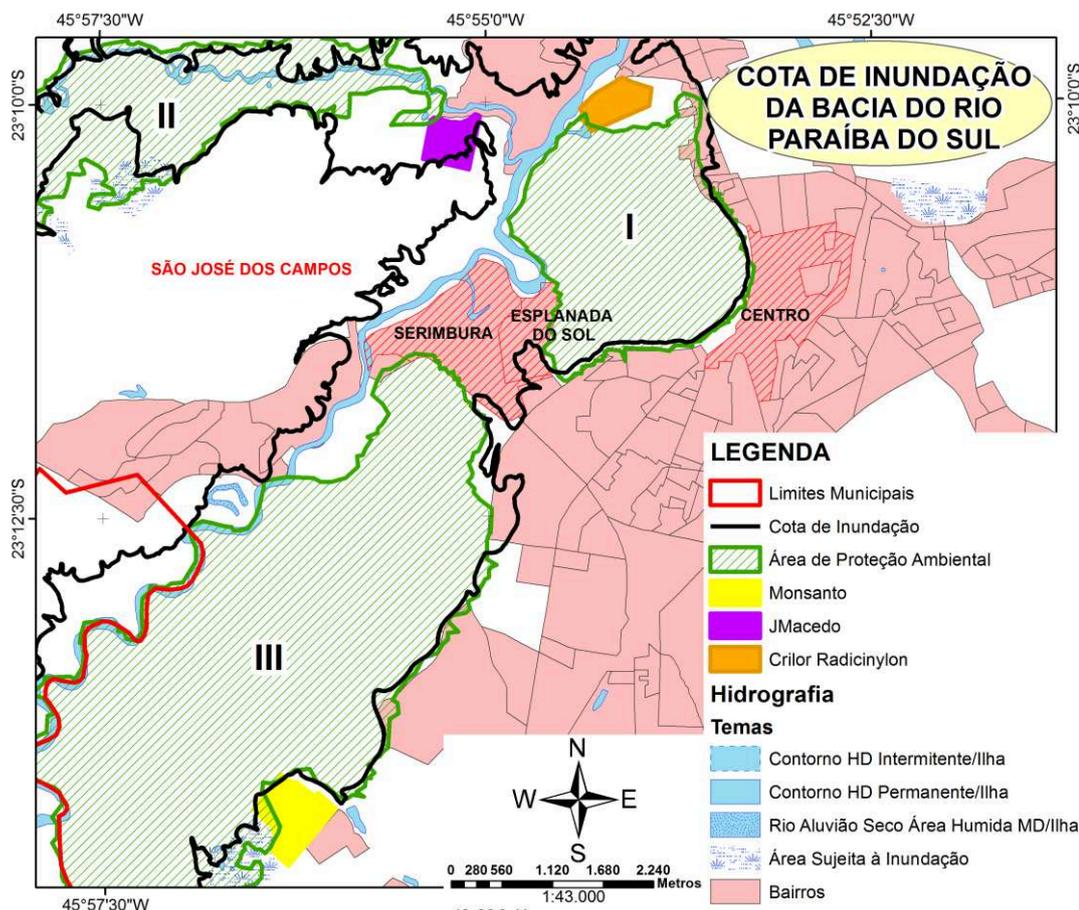 45°57'30"W
45°55'0"W
45°52'30"W
COTA DE INUNDAÇÃO
DA BACIA DO RIO
PARAÍBA DO SUL
23°10'0"S
23°10'0"S
II
I
SÃO JOSÉ DOS CAMPOS
SERIMBURA
ESPLANADA
DO SOL
CENTRO
23°12'30"S
III
LEGENDA
Limites Municipais
Cota de Inundação
Área de Proteção Ambiental
Monsanto
JMacedo
Crilor Radicinylon
Hidrografia
Temas
Contorno HD Intermitente/Ilha
Contorno HD Permanente/Ilha
Rio Aluvião Seco Área Humida MD/Ilha
Área Sujeita à Inundação
Bairros
N
W
E
S
0 280 560 1.120 1.680 2.240
Metros
1:43.000
45°57'30"W